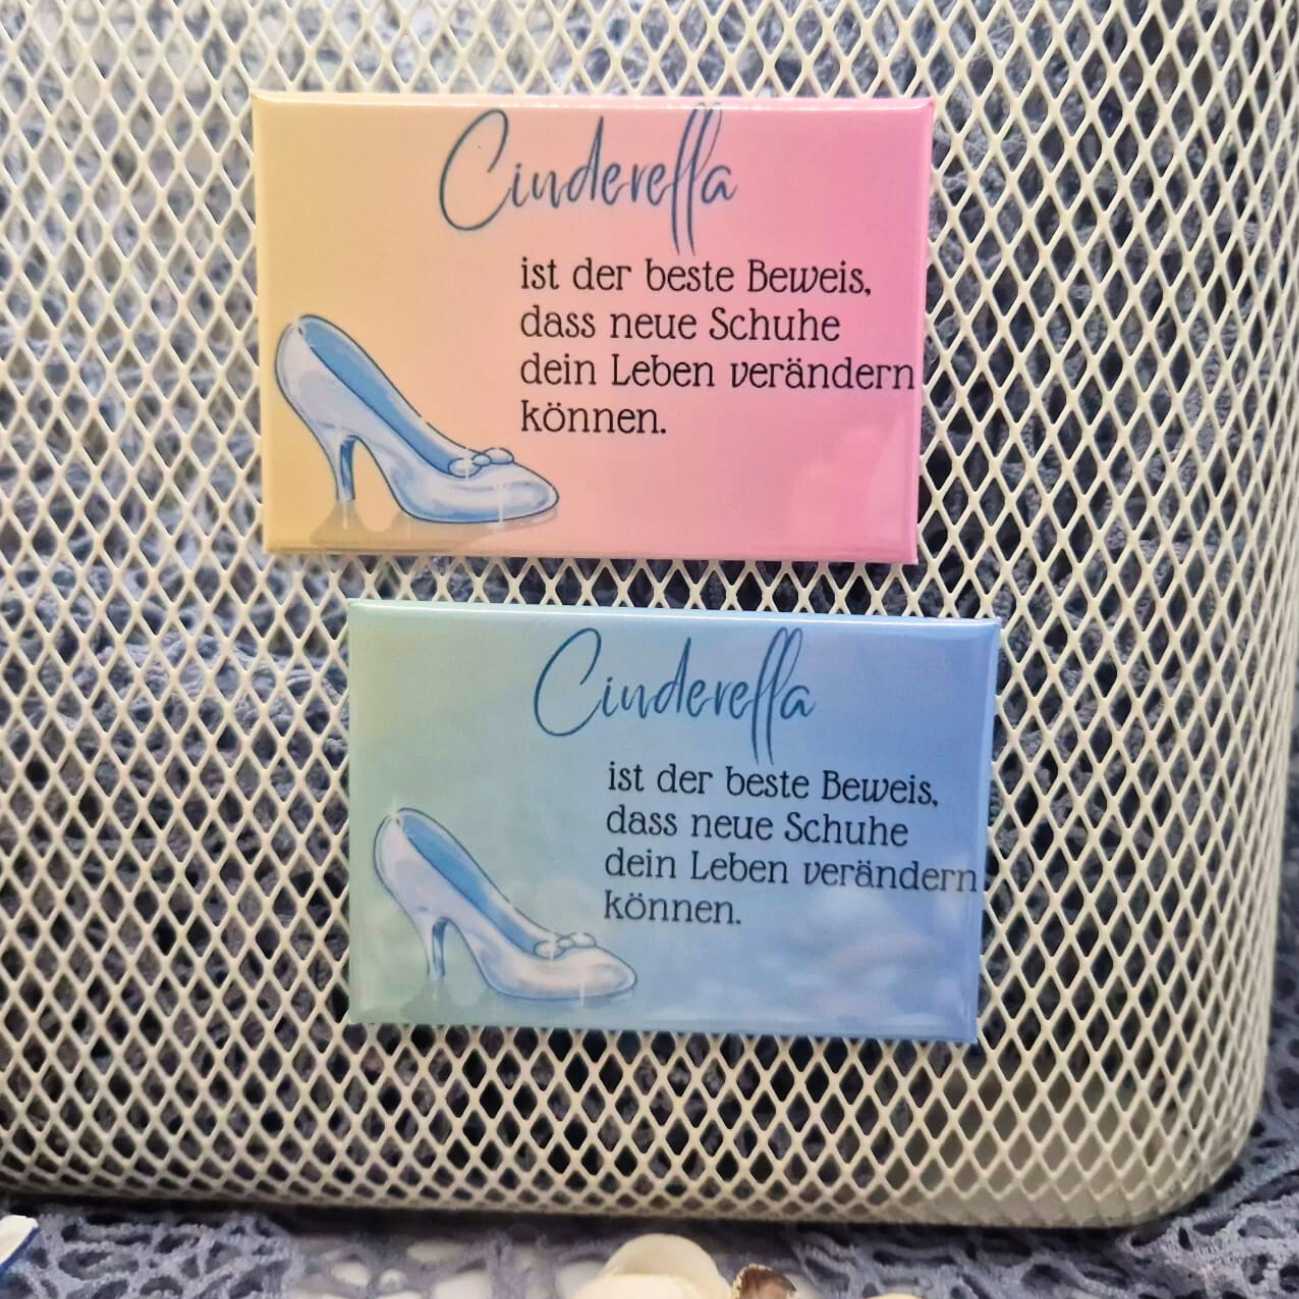 Cinderella
ist der beste Beweis,
dass neue Schuhe
dein Leben verändern
können.
Cinderella
ist der beste Beweis,
dass neue Schuhe
dein Leben verändern
können.